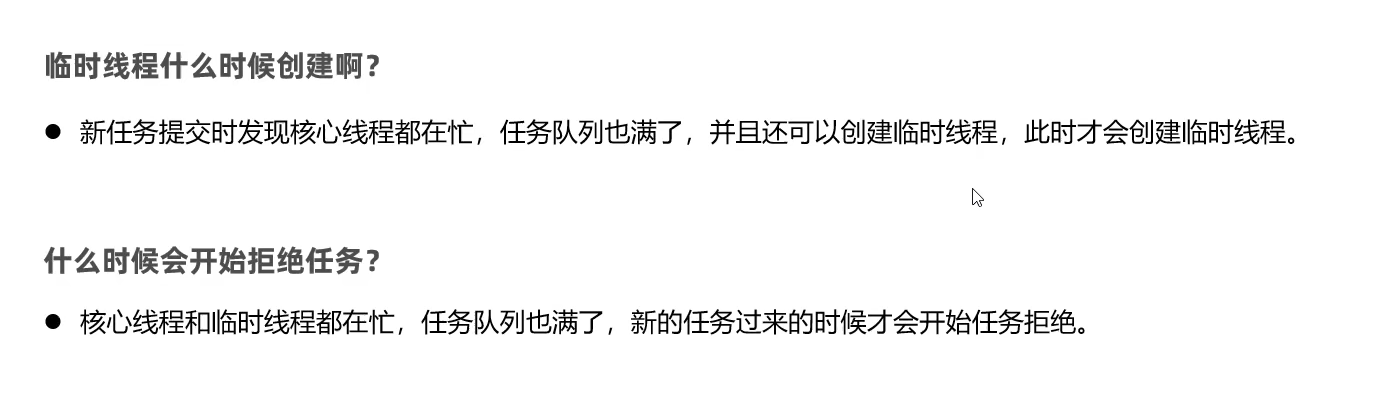 临时线程什么时候创建啊？
● 新任务提交时发现核心线程都在忙，任务队列也满了，并且还可以创建临时线程，此时才会创建临时线程。
什么时候会开始拒绝任务？
● 核心线程和临时线程都在忙，任务队列也满了，新的任务过来的时候才会开始任务拒绝。